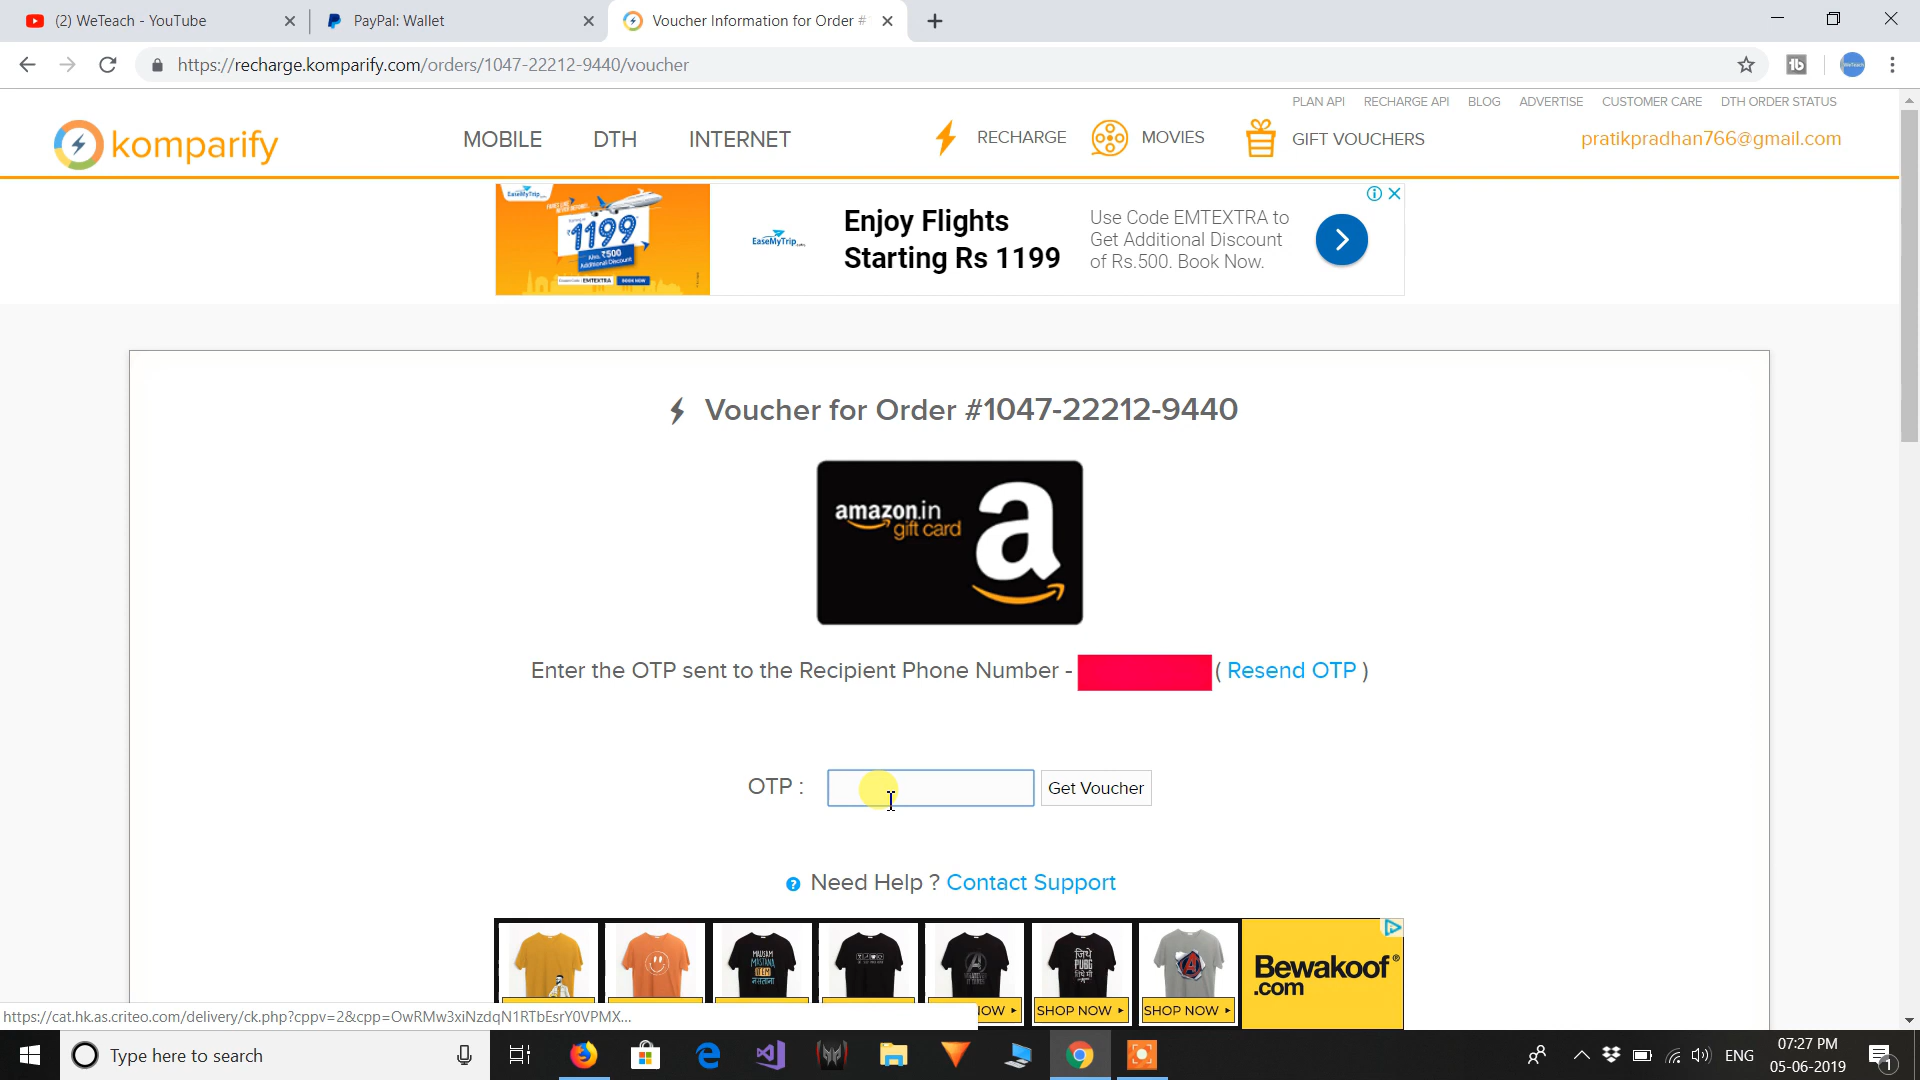 (2) WeTeach - YouTube
PayPal: Wallet
Voucher Information for Order #
https://recharge.komparify.com/orders/1047-22212-9440/voucher
PLAN API RECHARGE API BLOG ADVERTISE CUSTOMER CARE DTH ORDER STATUS
komparify
MOBILE DTH INTERNET
RECHARGE MOVIES GIFT VOUCHERS
pratikpradhan766@gmail.com
EaseMyTrip
1199
EaseMyTrip.com
Enjoy Flights
Starting Rs 1199
Use Code EMTEXTRA to
Get Additional Discount
of Rs.500. Book Now.
Voucher for Order #1047-22212-9440
amazon.in
gift card
a
Enter the OTP sent to the Recipient Phone Number - ( Resend OTP )
OTP :
Get Voucher
? Need Help ? Contact Support
जिथे
PUBG
तिथे मी
NOW SHOP NOW SHOP NOW
Bewakoof®
.com
https://cat.hk.as.criteo.com/delivery/ck.php?cppv=2&cpp=OwRMw3xiNzdqN1RTbEsrY0VPMX...
Type here to search
ENG
07:27 PM
05-06-2019
1